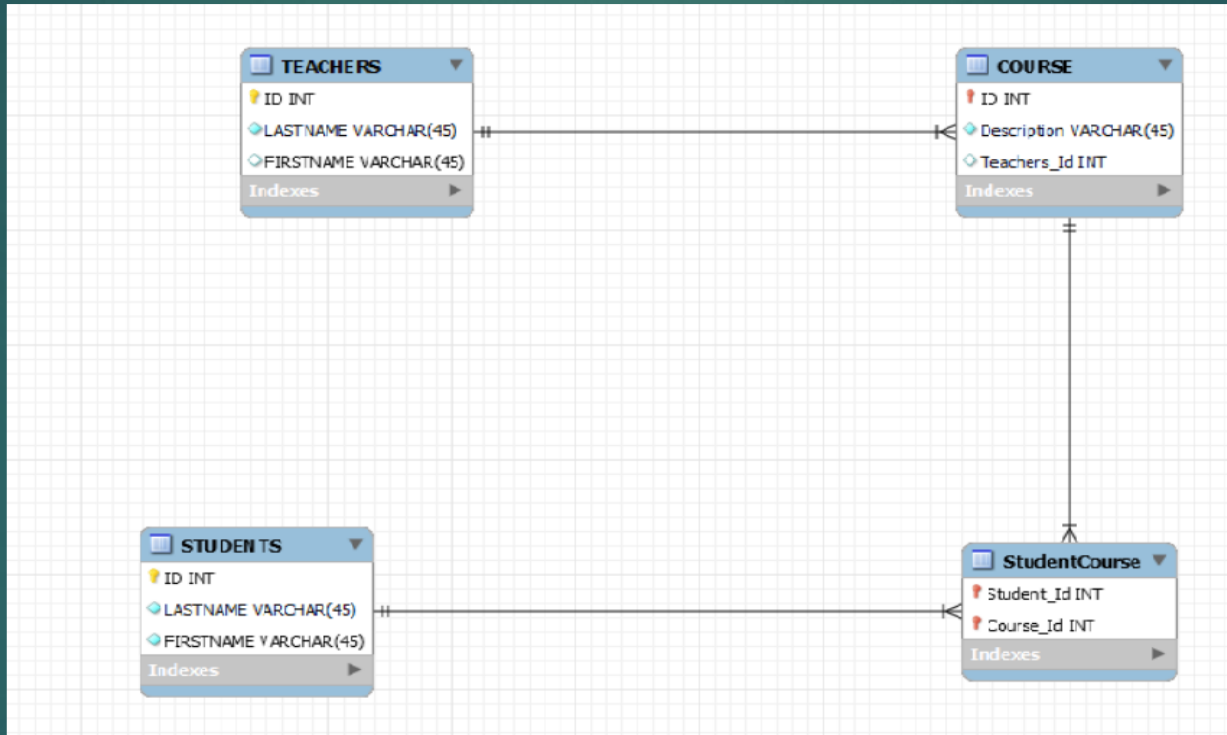 TEACHERS
ID INT
LASTNAME VARCHAR(45)
FIRSTNAME VARCHAR(45)
Indexes
COURSE
ID INT
Description VARCHAR(45)
Teachers_Id INT
Indexes
STUDENTS
ID INT
LASTNAME VARCHAR(45)
FIRSTNAME VARCHAR(45)
Indexes
StudentCourse
Student_Id INT
Course_Id INT
Indexes